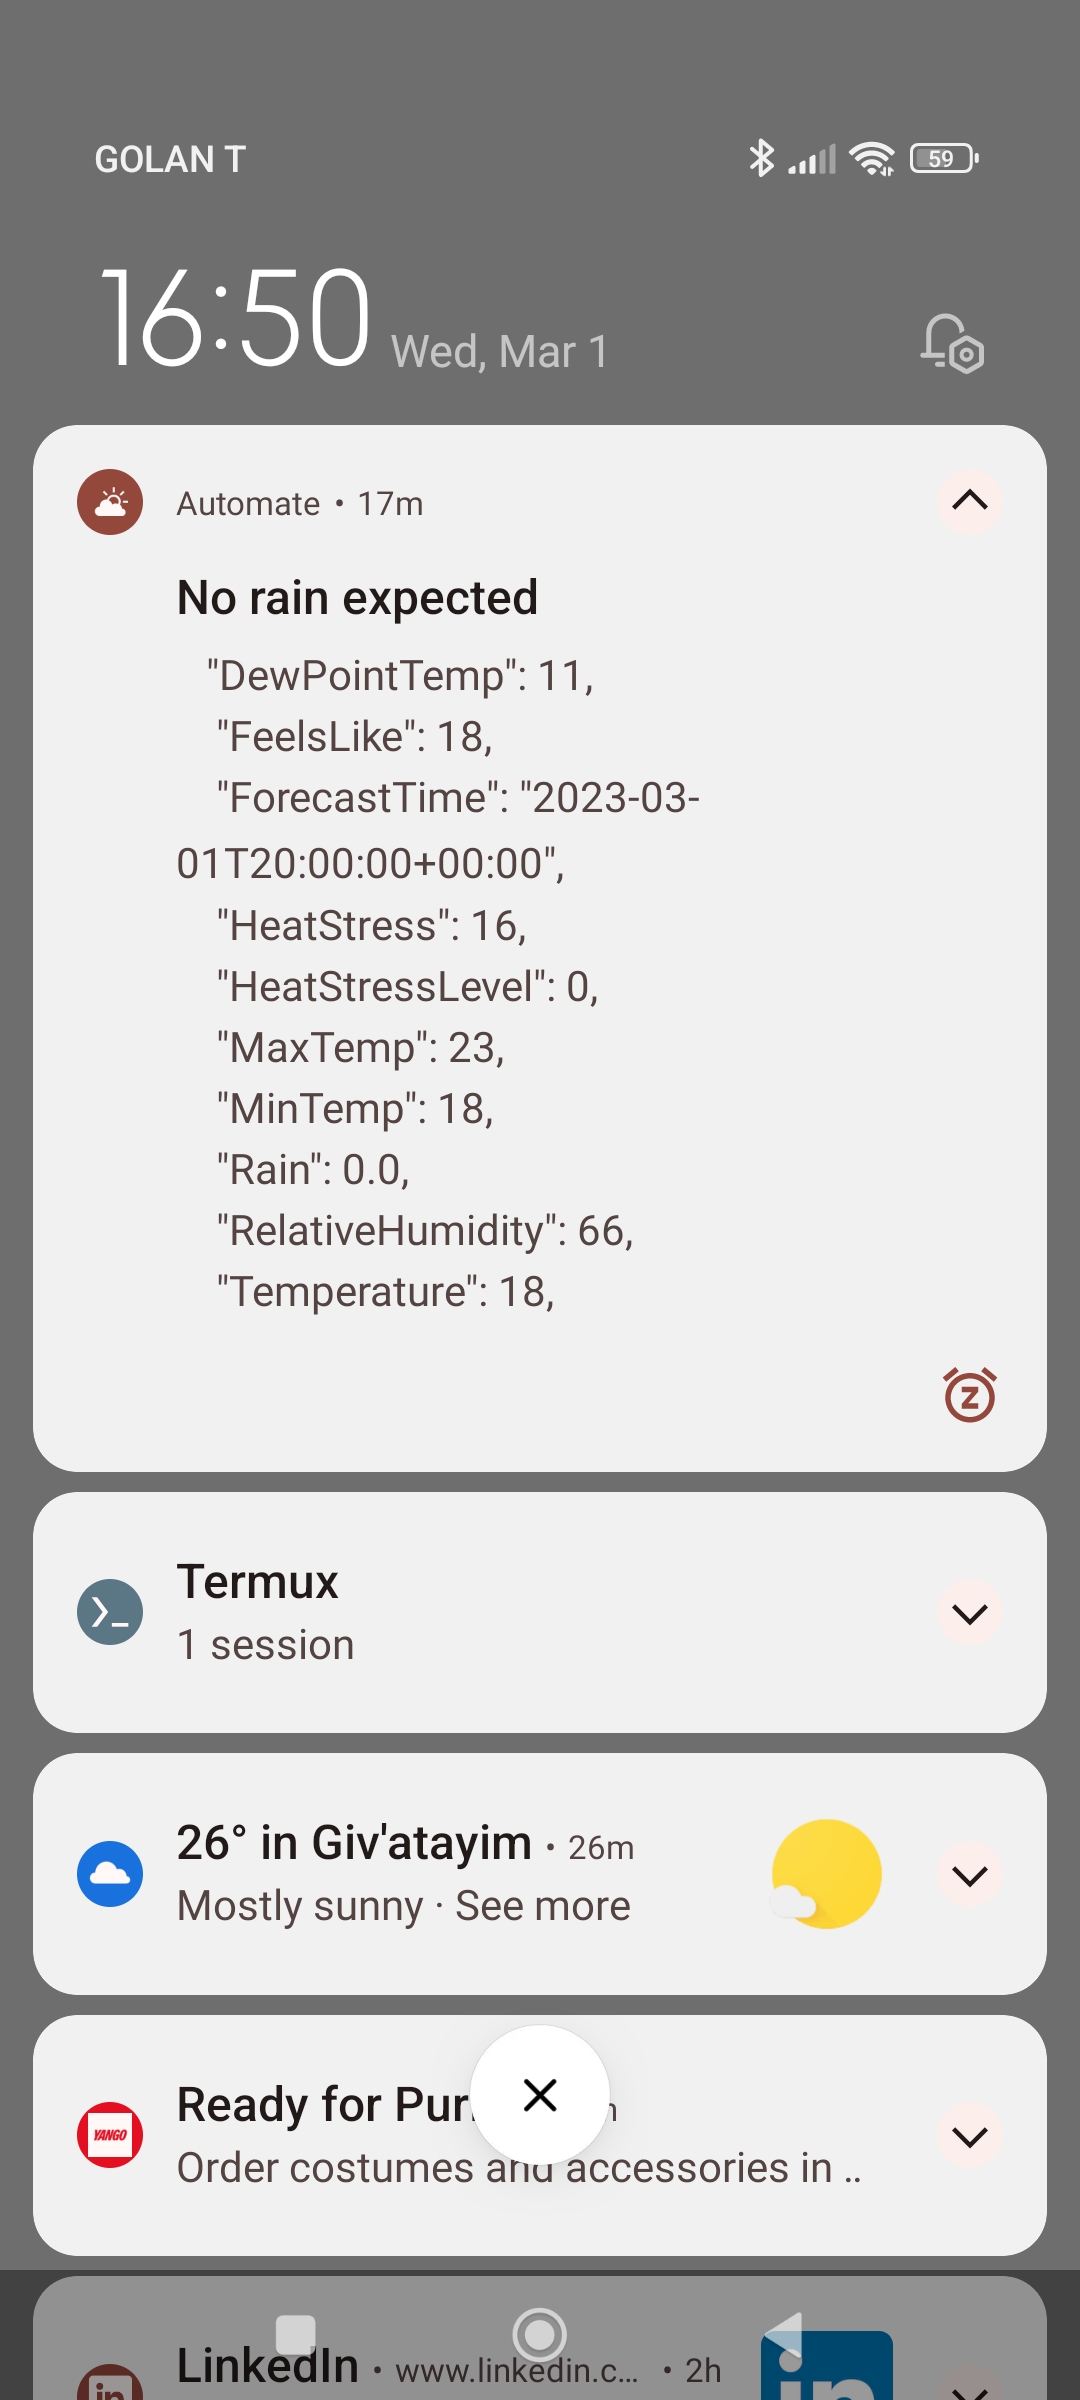 GOLAN T
59
16:50 Wed, Mar 1
Automate • 17m
No rain expected
"DewPointTemp": 11,
"FeelsLike": 18,
"ForecastTime": "2023-03-
01T20:00:00+00:00",
"HeatStress": 16,
"HeatStressLevel": 0,
"MaxTemp": 23,
"MinTemp": 18,
"Rain": 0.0,
"RelativeHumidity": 66,
"Temperature": 18,
Termux
1 session
26° in Giv'atayim • 26m
Mostly sunny · See more
YANGO
Ready for
Order costumes and accessories in ..
LinkedIn • www.linkedin.c... • 2h
in
in